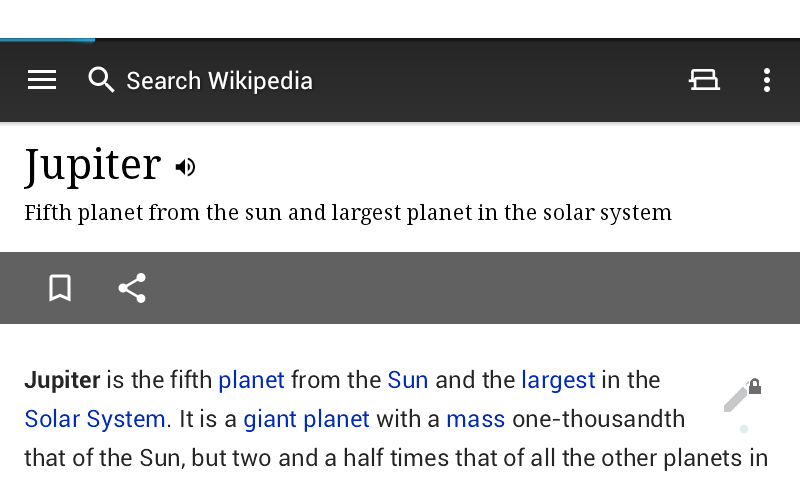 Search Wikipedia
Jupiter
Fifth planet from the sun and largest planet in the solar system
Jupiter is the fifth planet from the Sun and the largest in the
Solar System. It is a giant planet with a mass one-thousandth
that of the Sun, but two and a half times that of all the other planets in